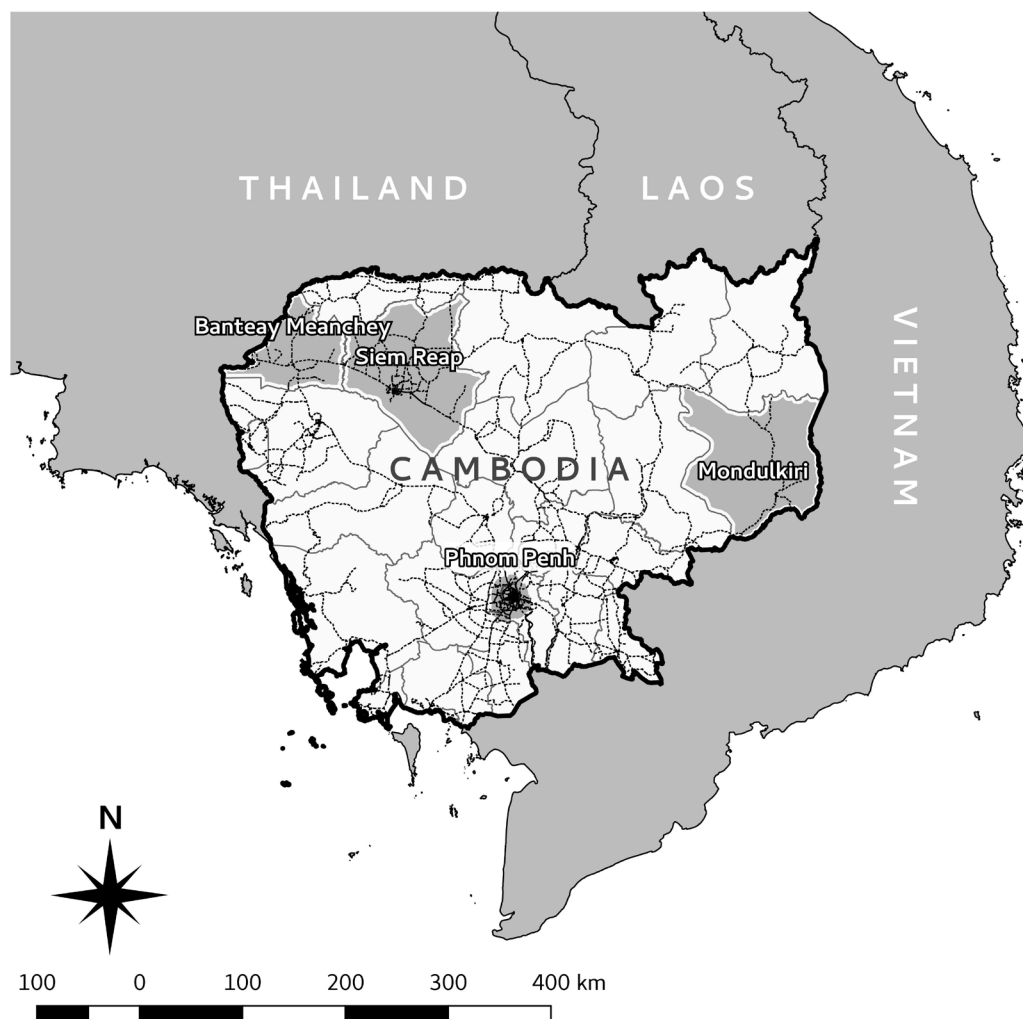 THAILAND
LAOS
VIETNAM
Banteay Meanchey
Siem Reap
CAMBODIA
Mondulkiri
Phnom Penh
N
100 0 100 200 300 400 km